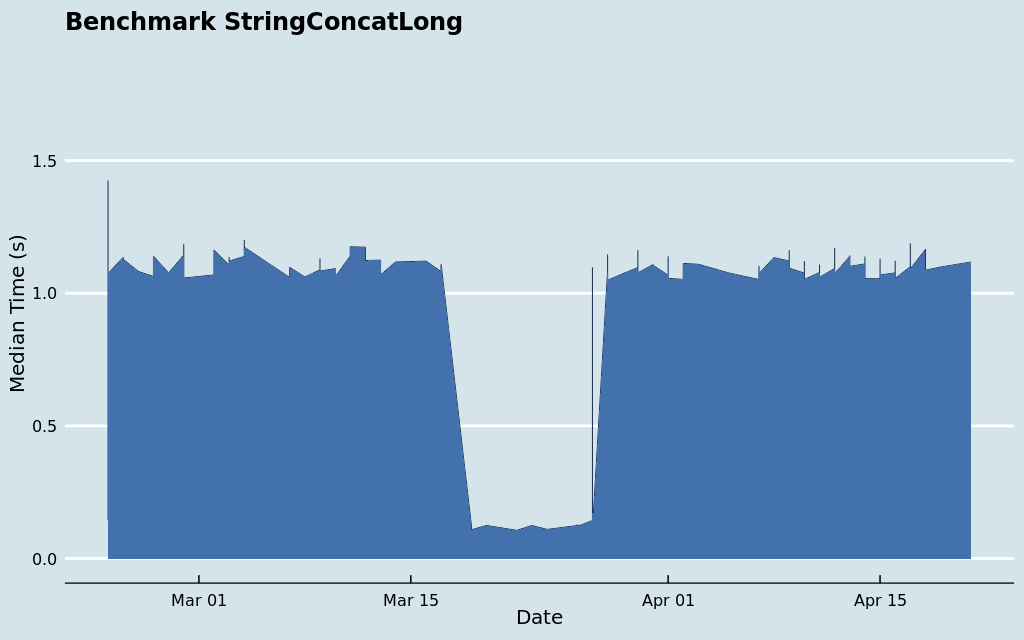 Benchmark StringConcatLong
Median Time (s)
1.5
1.0
0.5
0.0
Mar 01
Mar 15
Apr 01
Apr 15
Date